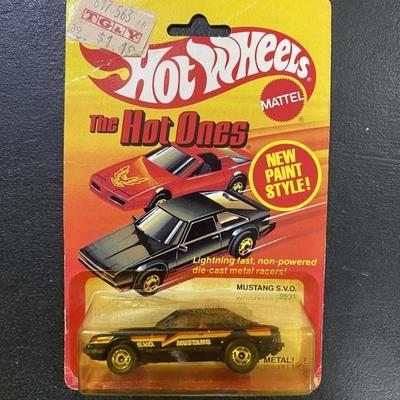 TG&Y
HOT WHEELS
MATTEL
The Hot Ones
NEW
PAINT
STYLE!
Lightning fast, non-powered
die-cast metal racers!
MUSTANG S.V.O.
9531
S.V.O. MUSTANG
METAL!